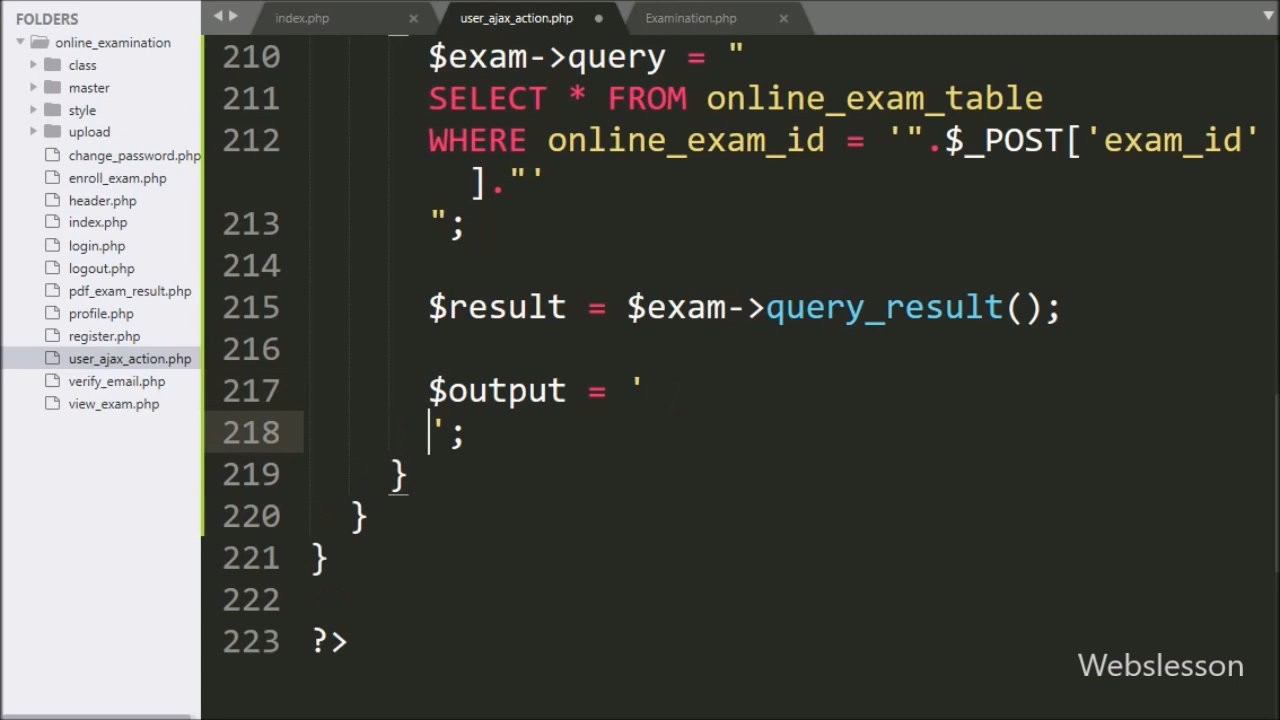 FOLDERS
online_examination
class
master
style
upload
change_password.php
enroll_exam.php
header.php
index.php
login.php
logout.php
pdf_exam_result.php
profile.php
register.php
user_ajax_action.php
verify_email.php
view_exam.php
index.php × user_ajax_action.php Examination.php ×
210 $exam->query = "
211 SELECT * FROM online_exam_table
212 WHERE online_exam_id = '".$_POST['exam_id'
]."'
213 ";
214
215 $result = $exam->query_result();
216
217 $output = '
218 ';
219 }
220 }
221 }
222
223 ?>
Webslesson